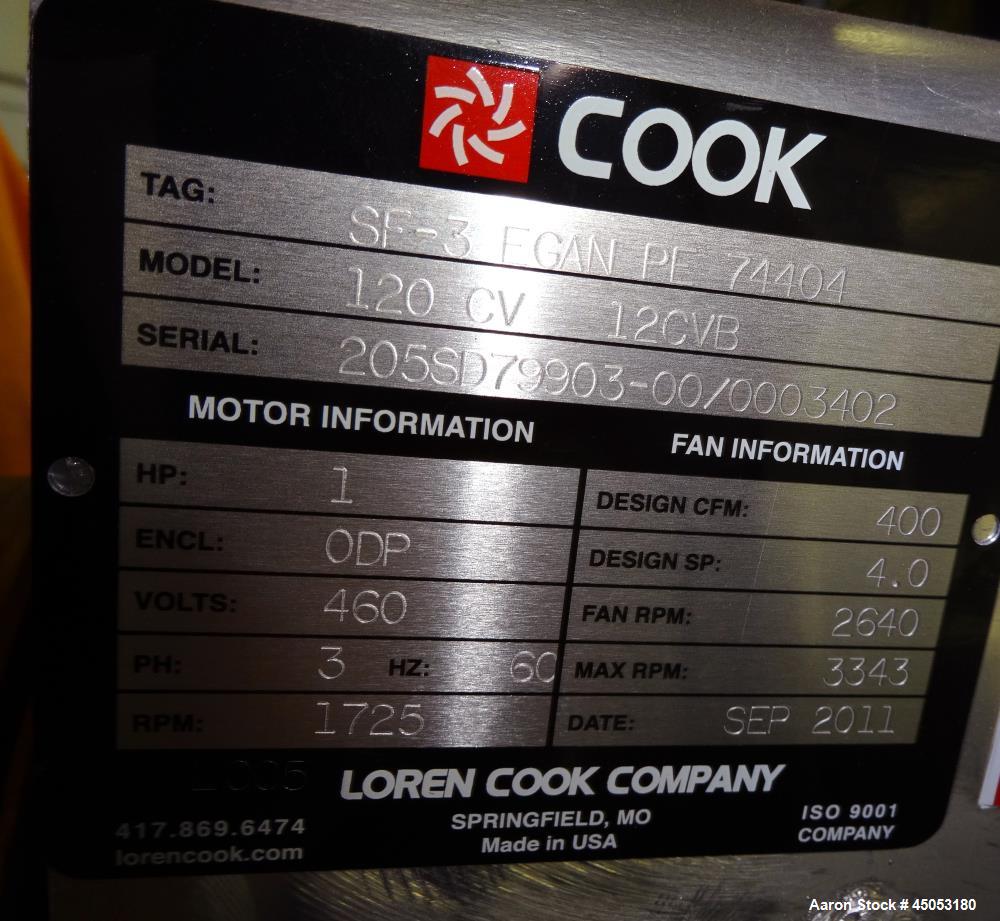 COOK
TAG: SF-3 EGAN PE 74404
MODEL: 120 CV 12CVB
SERIAL: 205SD79903-00/0003402
MOTOR INFORMATION
HP: 1
ENCL: ODP
VOLTS: 460
PH: 3 HZ: 60
RPM: 1725
FAN INFORMATION
DESIGN CFM: 400
DESIGN SP: 4.0
FAN RPM: 2640
MAX RPM: 3343
DATE: SEP 2011
LOREN COOK COMPANY
417.869.6474
lorencook.com
SPRINGFIELD, MO
Made in USA
ISO 9001
COMPANY
Aaron Stock # 45053180